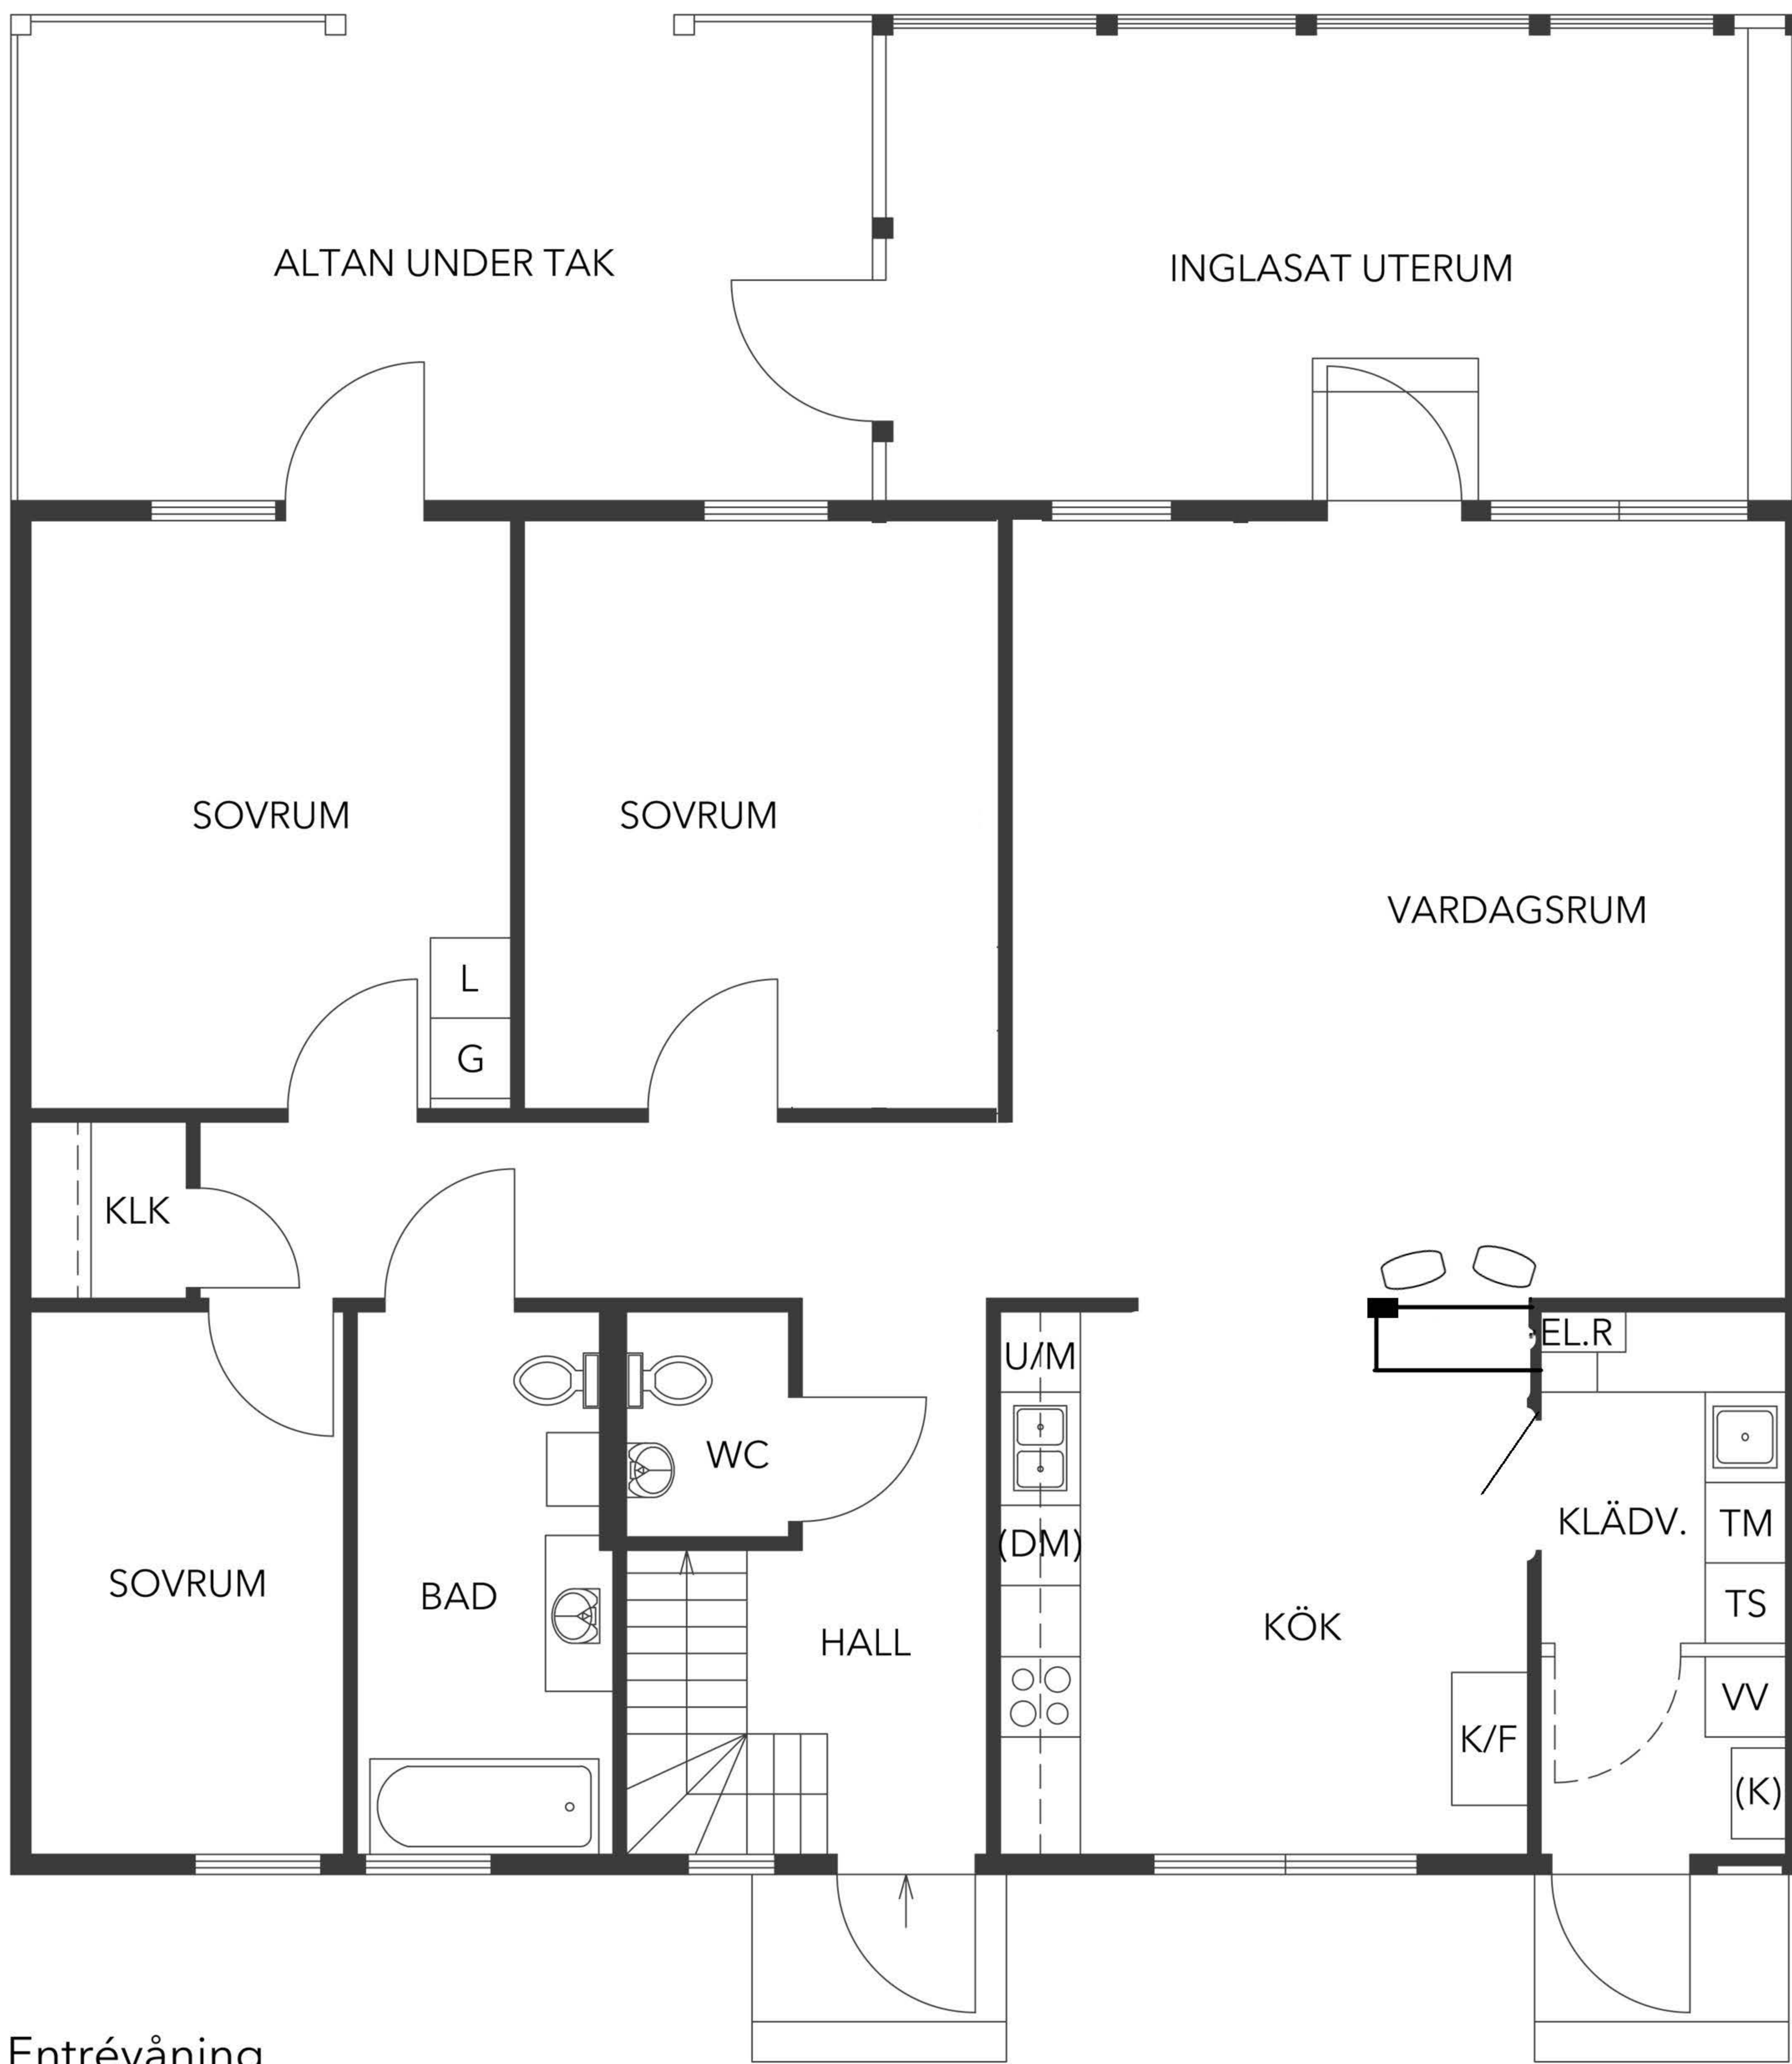 ALTAN UNDER TAK
INGLASAT UTERUM
SOVRUM
SOVRUM
VARDAGSRUM
L
G
KLK
EL.R
U/M
WC
(DM)
KLÄDV.
TM
SOVRUM
BAD
HALL
KÖK
TS
VV
K/F
(K)
Entrévåning